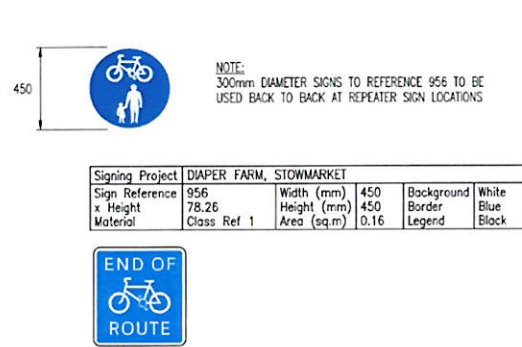 450
NOTE:
300mm DIAMETER SIGNS TO REFERENCE 956 TO BE
USED BACK TO BACK AT REPEATER SIGN LOCATIONS
Signing Project DIAPER FARM, STOWMARKET
Sign Reference 956 Width (mm) 450 Background White
x Height 78.26 Height (mm) 450 Border Blue
Material Class Ref 1 Area (sq.m) 0.16 Legend Black
END OF
ROUTE